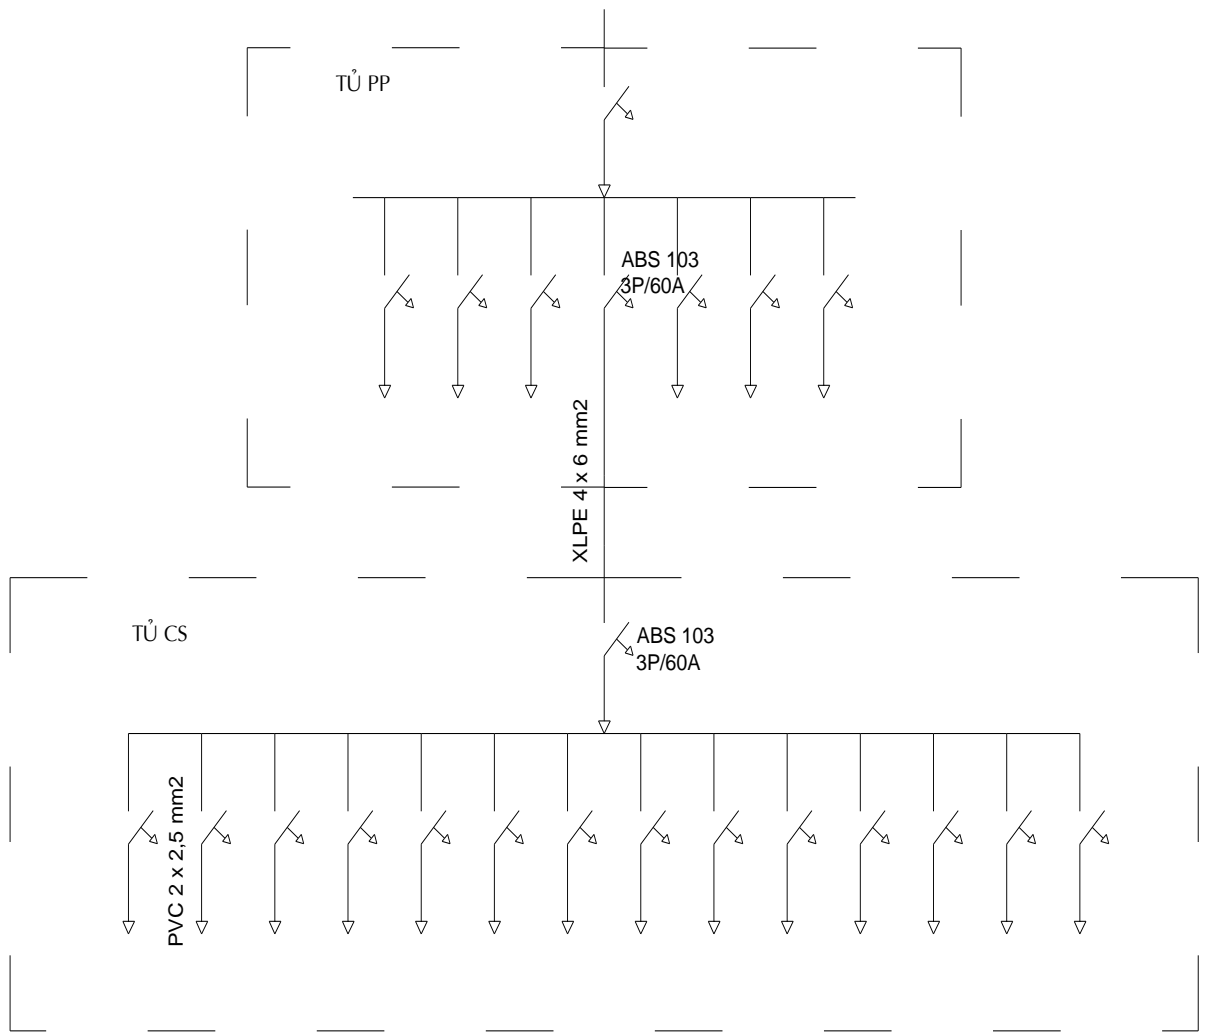 TỦ PP
ABS 103
3P/60A
XLPE 4 x 6 mm2
TỦ CS
ABS 103
3P/60A
PVC 2 x 2,5 mm2